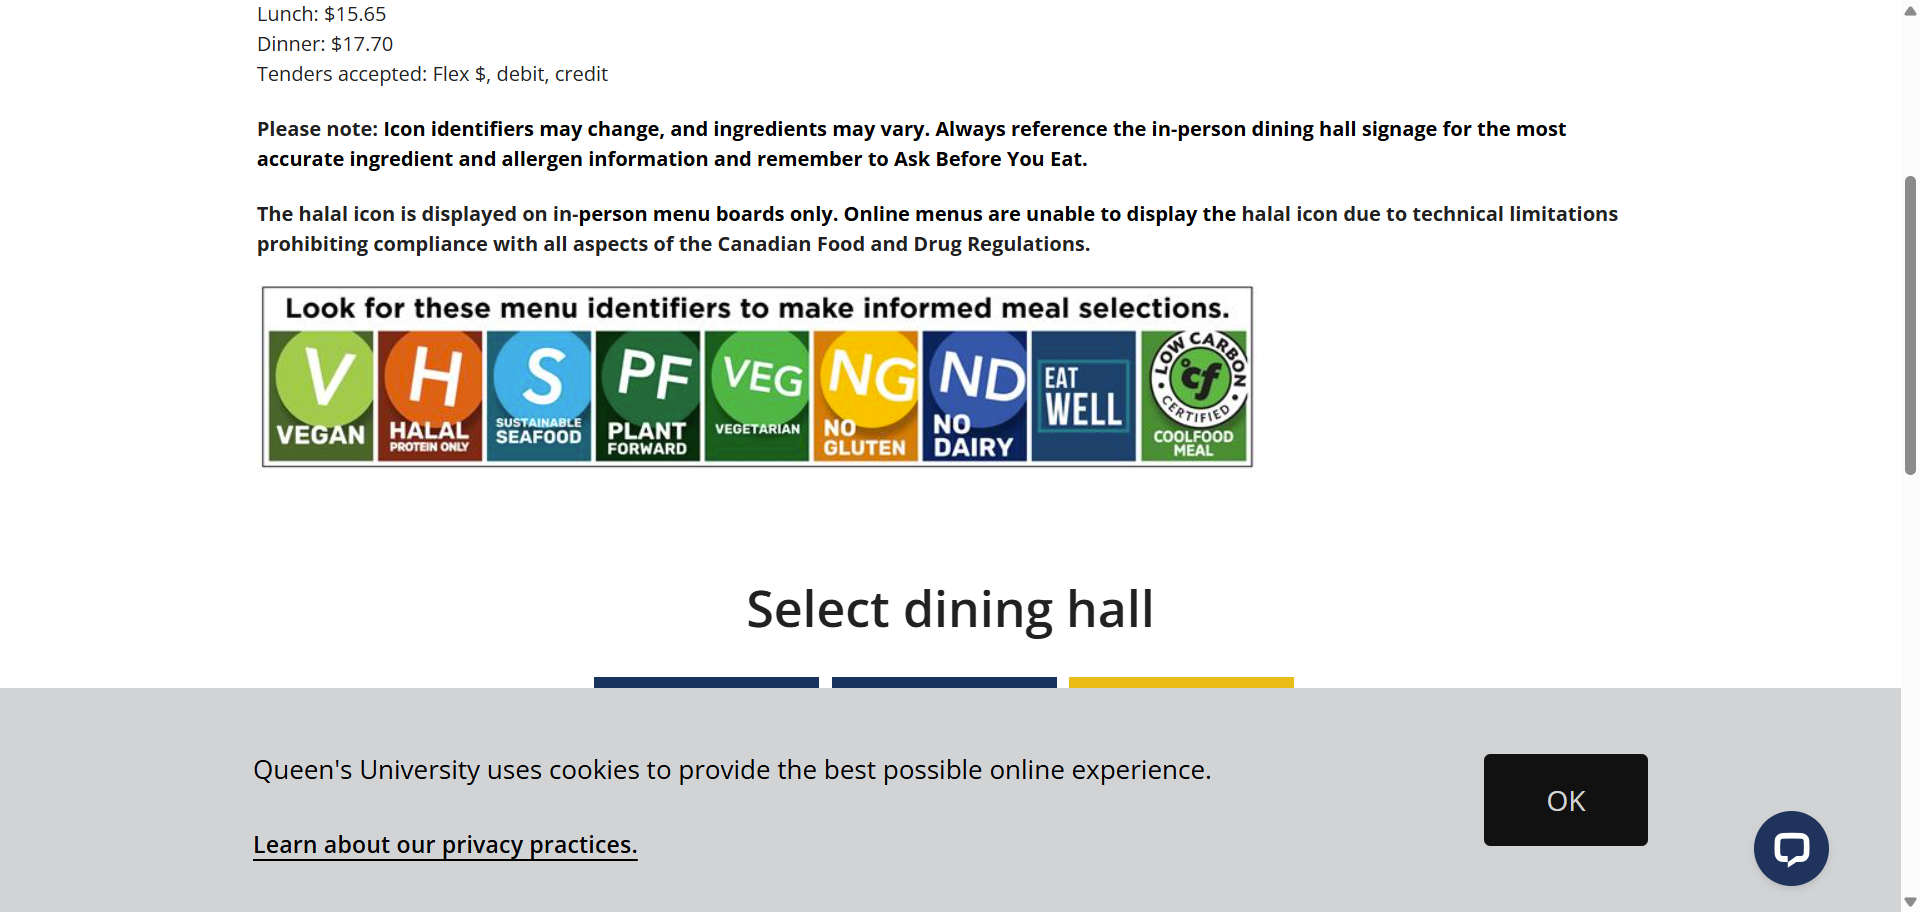 Lunch: $15.65
Dinner: $17.70
Tenders accepted: Flex $, debit, credit
Please note: Icon identifiers may change, and ingredients may vary. Always reference the in-person dining hall signage for the most
accurate ingredient and allergen information and remember to Ask Before You Eat.
The halal icon is displayed on in-person menu boards only. Online menus are unable to display the halal icon due to technical limitations
prohibiting compliance with all aspects of the Canadian Food and Drug Regulations.
Look for these menu identifiers to make informed meal selections.
V
VEGAN
H
HALAL
PROTEIN ONLY
S
SUSTAINABLE
SEAFOOD
PF
PLANT
FORWARD
VEG
VEGETARIAN
NG
NO
GLUTEN
ND
NO
DAIRY
EAT
WELL
LOW CARBON
cf
CERTIFIED
COOLFOOD
MEAL
Select dining hall
Queen's University uses cookies to provide the best possible online experience.
Learn about our privacy practices.
OK